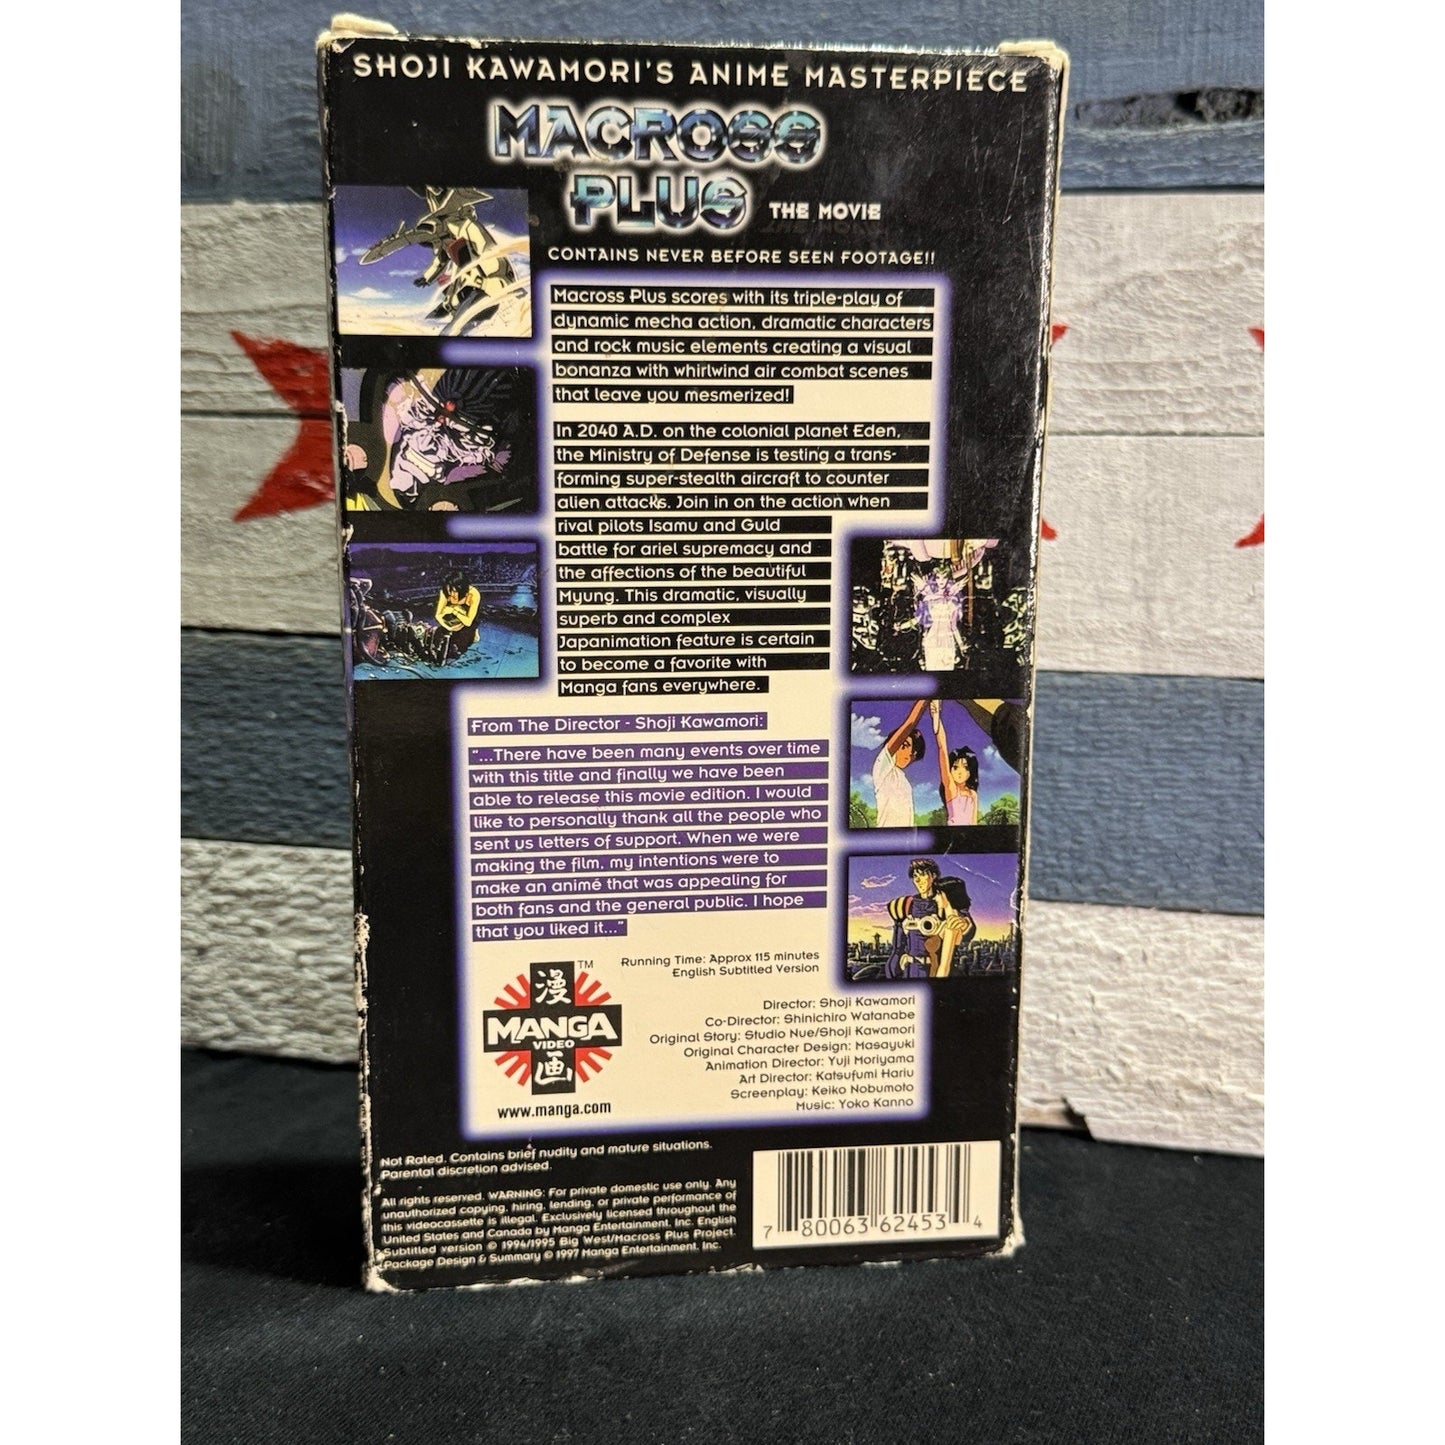 SHOJI KAWAMORI'S ANIME MASTERPIECE
MACROSS
PLUS THE MOVIE
CONTAINS NEVER BEFORE SEEN FOOTAGE!!
Macross Plus scores with its triple-play of
dynamic mecha action, dramatic characters
and rock music elements creating a visual
bonanza with whirlwind air combat scenes
that leave you mesmerized!
In 2040 A.D. on the colonial planet Eden,
the Ministry of Defense is testing a trans-
forming super-stealth aircraft to counter
alien attacks. Join in on the action when
rival pilots Isamu and Guld
battle for ariel supremacy and
the affections of the beautiful
Myung. This dramatic, visually
superb and complex
Japanimation feature is certain
to become a favorite with
Manga fans everywhere.
From The Director - Shoji Kawamori:
"...There have been many events over time
with this title and finally we have been
able to release this movie edition. I would
like to personally thank all the people who
sent us letters of support. When we were
making the film, my intentions were to
make an animé that was appealing for
both fans and the general public. I hope
that you liked it..."
Running Time: Approx 115 minutes
English Subtitled Version
漫 TM
MANGA
VIDEO
画
www.manga.com
Director: Shoji Kawamori
Co-Director: Shinichiro Watanabe
Original Story: Studio Nue/Shoji Kawamori
Original Character Design: Masayuki
Animation Director: Yuji Moriyama
Art Director: Katsufumi Hariu
Screenplay: Keiko Nobumoto
Music: Yoko Kanno
Not Rated. Contains brief nudity and mature situations.
Parental discretion advised.
All rights reserved. WARNING: For private domestic use only. Any
unauthorized copying, hiring, lending, or private performance of
this videocassette is illegal. Exclusively licensed throughout the
United States and Canada by Manga Entertainment, Inc. English
Subtitled version © 1994/1995 Big West/Macross Plus Project.
Package Design & Summary © 1997 Manga Entertainment, Inc.
7 80063 62453 4